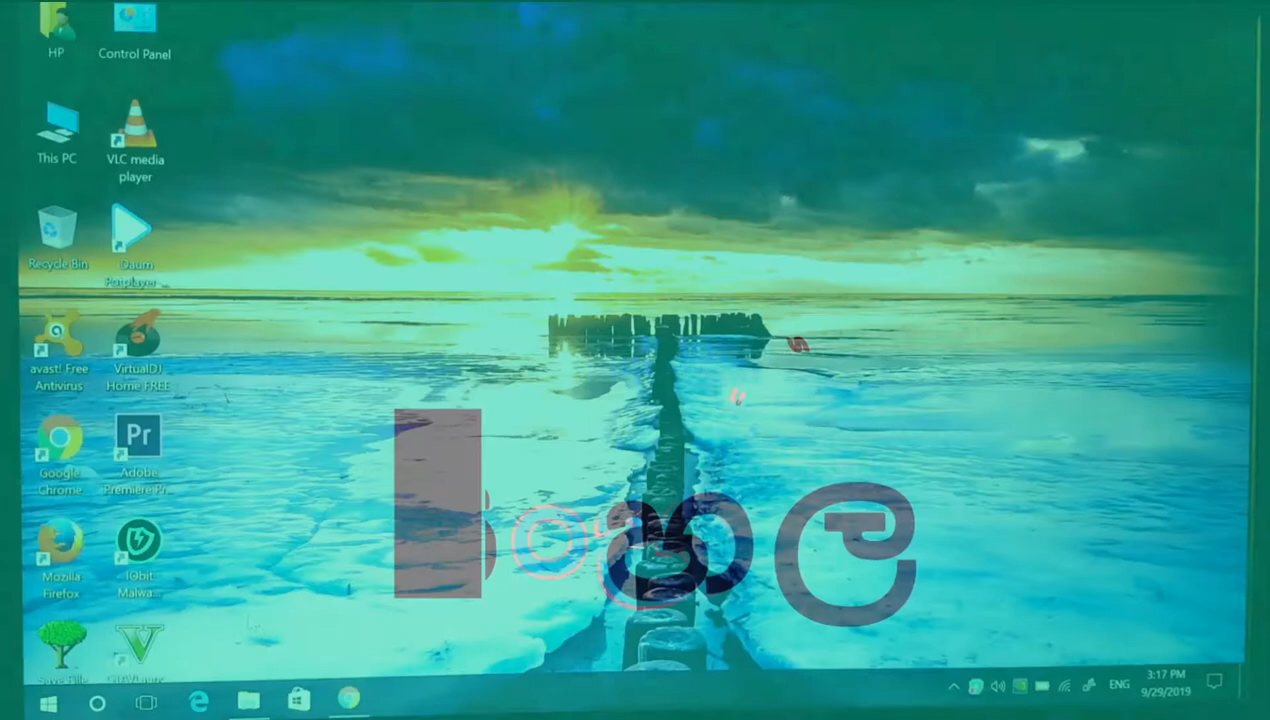 HP
Control Panel
This PC
VLC media
player
Recycle Bin
Daum
Potplayer ...
avast! Free
Antivirus
VirtualDJ
Home FREE
Google
Chrome
Adobe
Premiere Pr...
Pr
Mozilla
Firefox
IObit
Malwa...
ENG
3:17 PM
9/29/2019